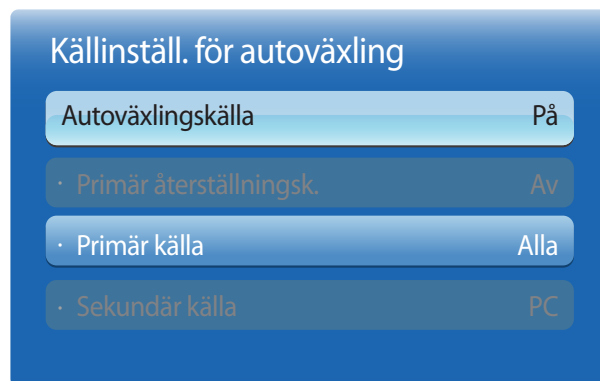 Källinställ. för autoväxling
Autoväxlingskälla På
· Primär återställningsk. Av
· Primär källa Alla
· Sekundär källa PC